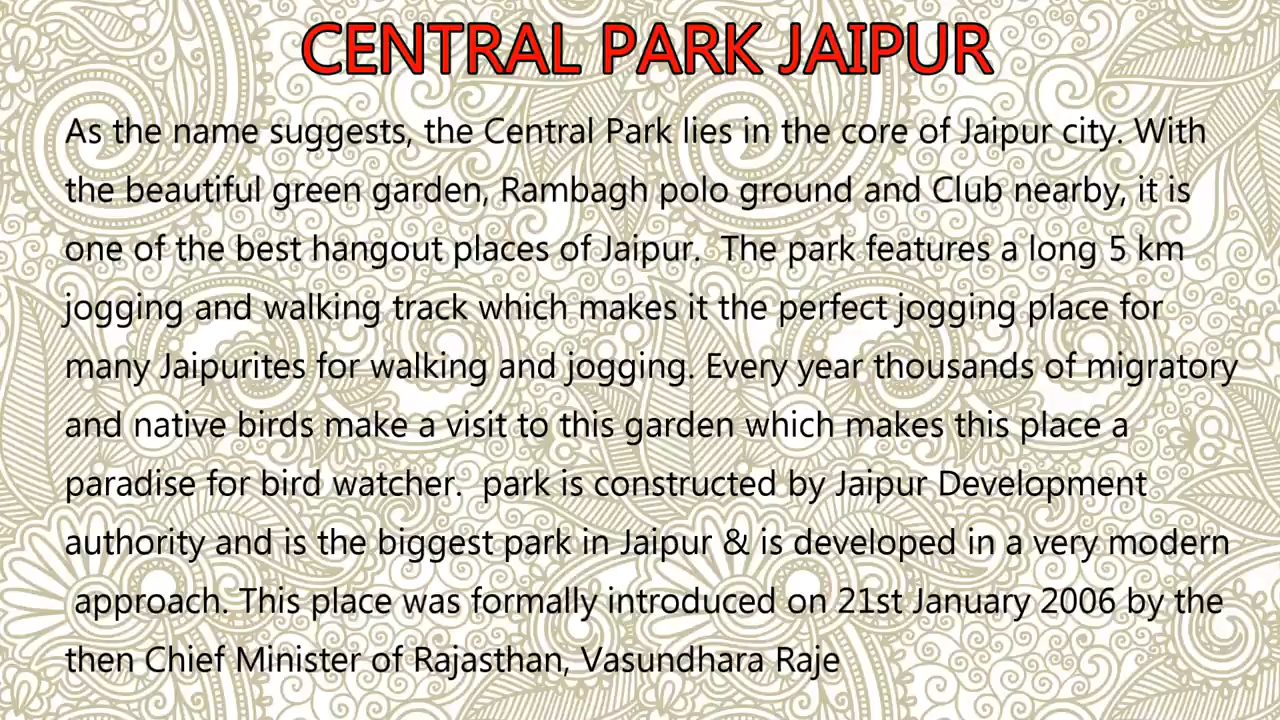 CENTRAL PARK JAIPUR
As the name suggests, the Central Park lies in the core of Jaipur city. With
the beautiful green garden, Rambagh polo ground and Club nearby, it is
one of the best hangout places of Jaipur.  The park features a long 5 km
jogging and walking track which makes it the perfect jogging place for
many Jaipurites for walking and jogging. Every year thousands of migratory
and native birds make a visit to this garden which makes this place a
paradise for bird watcher.  park is constructed by Jaipur Development
authority and is the biggest park in Jaipur & is developed in a very modern
approach. This place was formally introduced on 21st January 2006 by the
then Chief Minister of Rajasthan, Vasundhara Raje